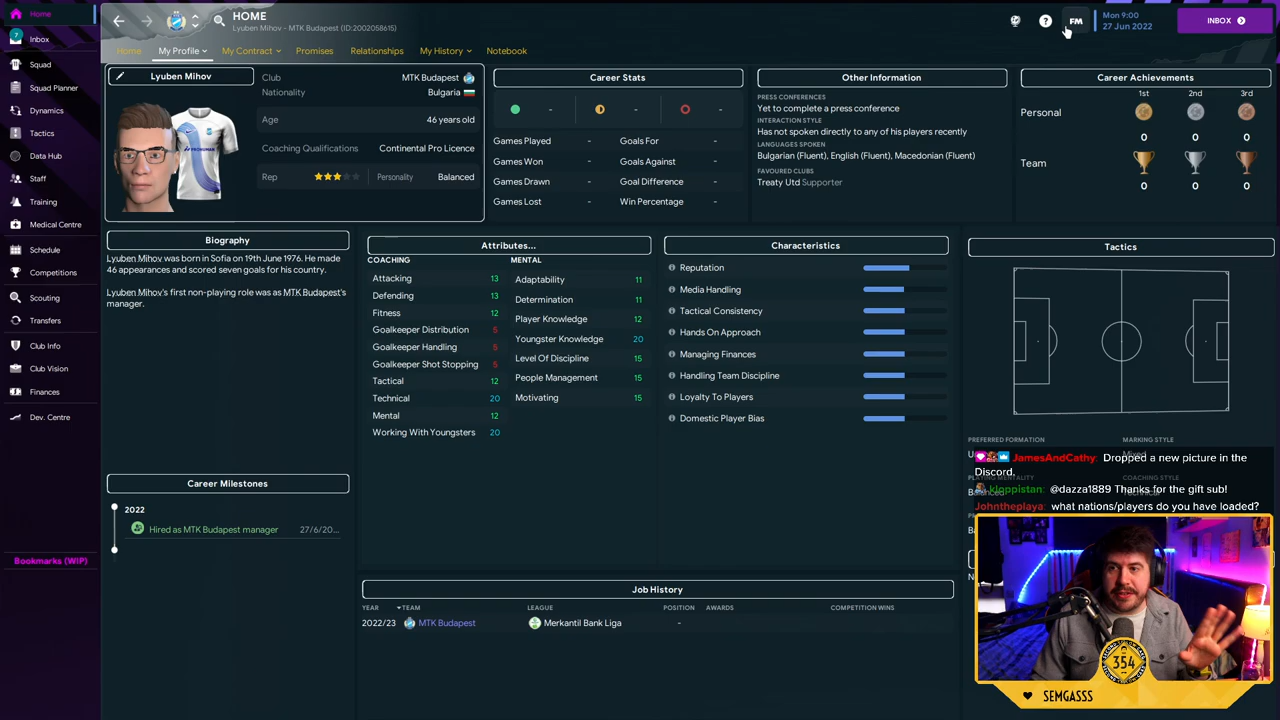 Home
HOME
Lyuben Mihov - MTK Budapest (ID:2002058615)
FM
Mon 9:00
27 Jun 2022
INBOX
7
Inbox
Squad
Squad Planner
Dynamics
Tactics
Data Hub
Staff
Training
Medical Centre
Schedule
Competitions
Scouting
Transfers
Club Info
Club Vision
Finances
Dev. Centre
Bookmarks (WIP)
Home
My Profile
My Contract
Promises
Relationships
My History
Notebook
Lyuben Mihov
Club
MTK Budapest
Nationality
Bulgaria
Age
46 years old
Coaching Qualifications
Continental Pro Licence
Rep
Personality
Balanced
Career Stats
- - -
Games Played - Goals For -
Games Won - Goals Against -
Games Drawn - Goal Difference -
Games Lost - Win Percentage -
Other Information
PRESS CONFERENCES
Yet to complete a press conference
INTERACTION STYLE
Has not spoken directly to any of his players recently
LANGUAGES SPOKEN
Bulgarian (Fluent), English (Fluent), Macedonian (Fluent)
FAVOURED CLUBS
Treaty Utd Supporter
Career Achievements
1st 2nd 3rd
Personal
0 0 0
Team
0 0 0
Biography
Lyuben Mihov was born in Sofia on 19th June 1976. He made
46 appearances and scored seven goals for his country.
Lyuben Mihov's first non-playing role was as MTK Budapest's
manager.
Career Milestones
2022
Hired as MTK Budapest manager 27/6/20...
Attributes...
COACHING
Attacking 13
Defending 13
Fitness 12
Goalkeeper Distribution 5
Goalkeeper Handling 5
Goalkeeper Shot Stopping 5
Tactical 12
Technical 20
Mental 12
Working With Youngsters 20
MENTAL
Adaptability 11
Determination 11
Player Knowledge 12
Youngster Knowledge 20
Level Of Discipline 15
People Management 15
Motivating 15
Characteristics
Reputation
Media Handling
Tactical Consistency
Hands On Approach
Managing Finances
Handling Team Discipline
Loyalty To Players
Domestic Player Bias
Tactics
PREFERRED FORMATION
MARKING STYLE
COACHING STYLE
JamesAndCathy: Dropped a new picture in the
Discord.
kloppistan: @dazza1889 Thanks for the gift sub!
Johntheplaya: what nations/players do you have loaded?
Job History
YEAR TEAM LEAGUE POSITION AWARDS COMPETITION WINS
2022/23 MTK Budapest Merkantil Bank Liga -
354
SEMGASSS